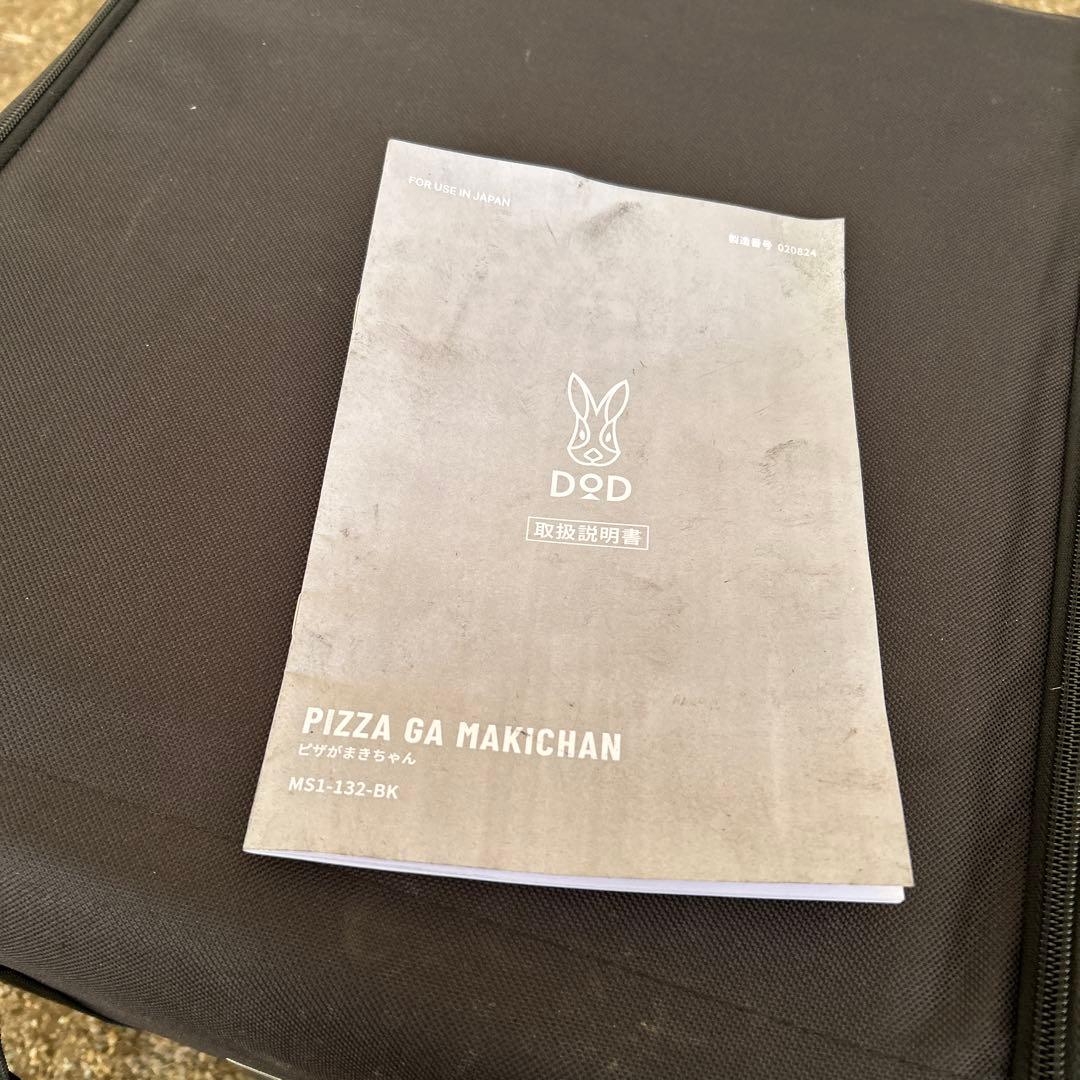 FOR USE IN JAPAN
製造番号 020824
DOD
取扱説明書
PIZZA GA MAKICHAN
ピザがまきちゃん
MS1-132-BK